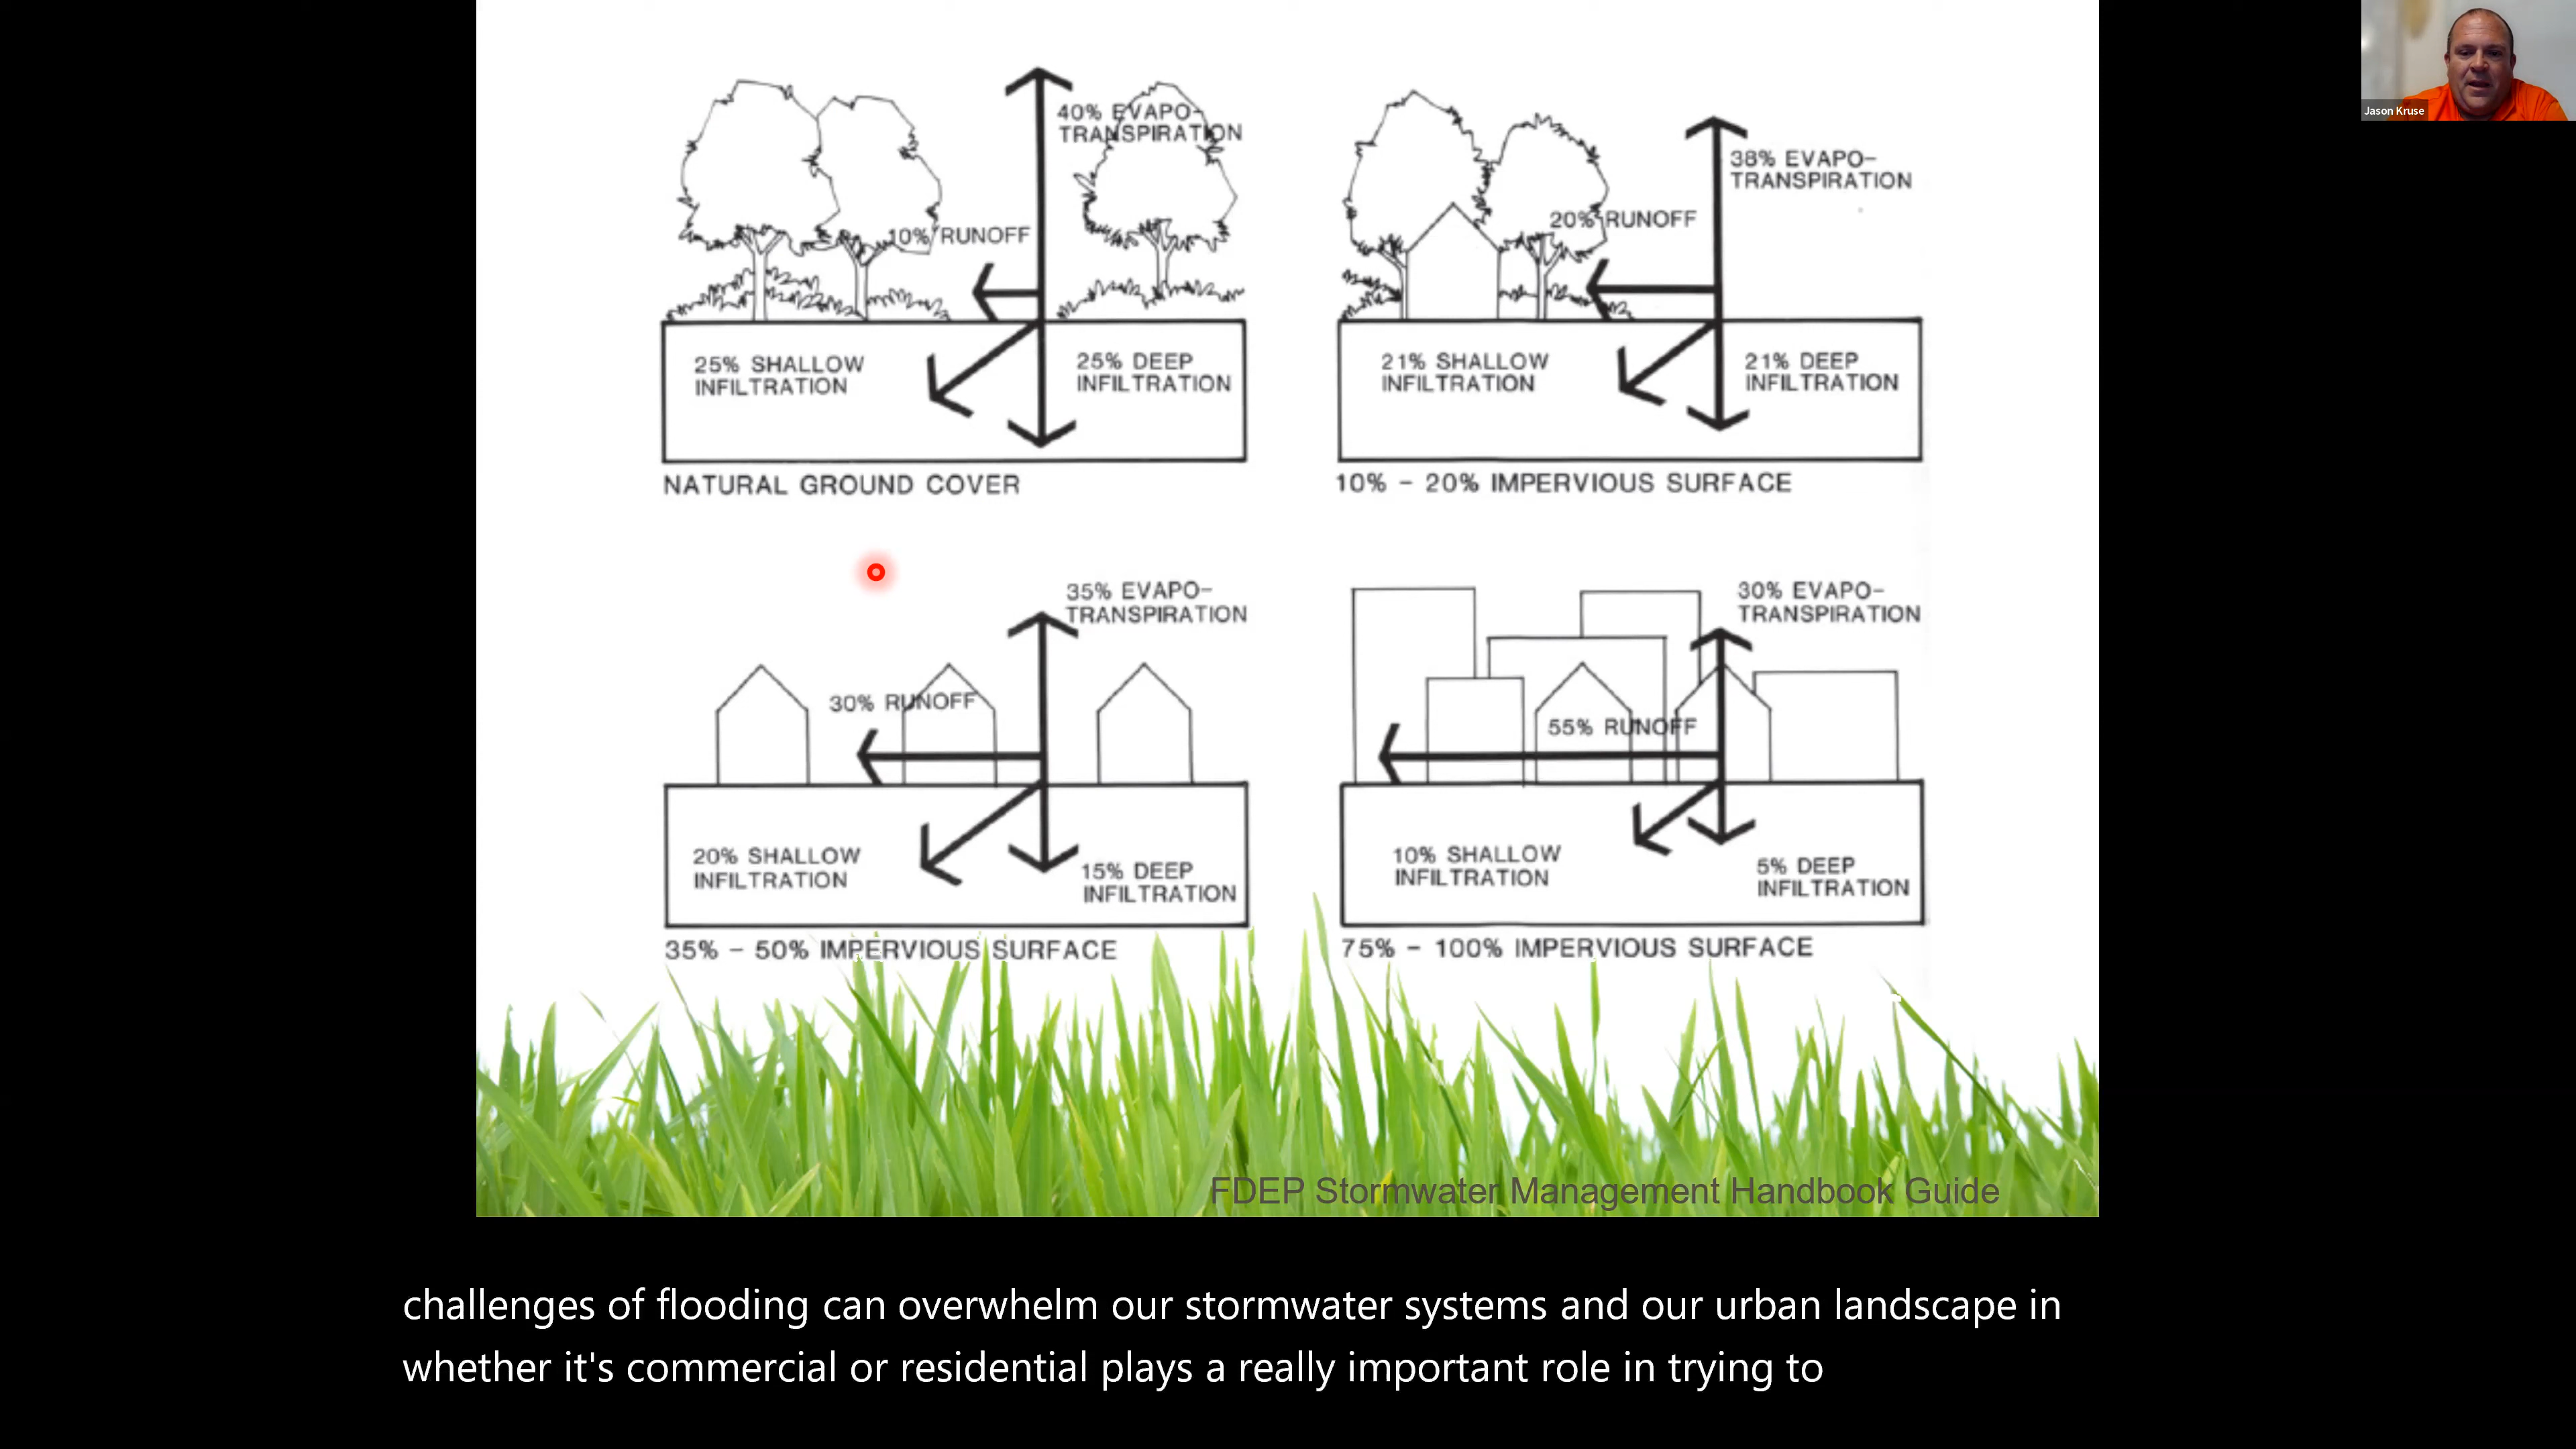 Jason Kruse
40% EVAPO-
TRANSPIRATION
10% RUNOFF
25% SHALLOW
INFILTRATION
25% DEEP
INFILTRATION
NATURAL GROUND COVER
38% EVAPO-
TRANSPIRATION
20% RUNOFF
21% SHALLOW
INFILTRATION
21% DEEP
INFILTRATION
10% - 20% IMPERVIOUS SURFACE
35% EVAPO-
TRANSPIRATION
30% RUNOFF
20% SHALLOW
INFILTRATION
15% DEEP
INFILTRATION
35% - 50% IMPERVIOUS SURFACE
30% EVAPO-
TRANSPIRATION
55% RUNOFF
10% SHALLOW
INFILTRATION
5% DEEP
INFILTRATION
75% - 100% IMPERVIOUS SURFACE
FDEP Stormwater Management Handbook Guide
challenges of flooding can overwhelm our stormwater systems and our urban landscape in
whether it's commercial or residential plays a really important role in trying to